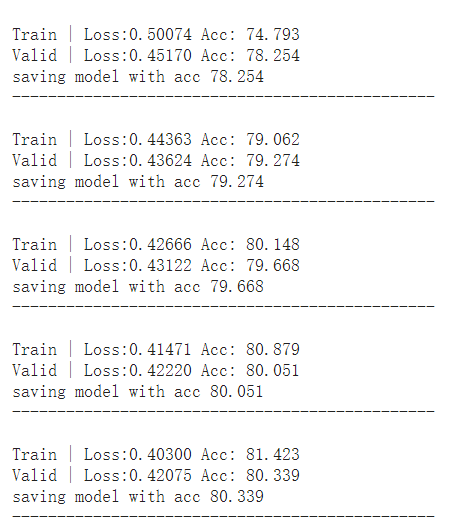 Train | Loss:0.50074 Acc: 74.793
Valid | Loss:0.45170 Acc: 78.254
saving model with acc 78.254
-----------------------------------------------
Train | Loss:0.44363 Acc: 79.062
Valid | Loss:0.43624 Acc: 79.274
saving model with acc 79.274
-----------------------------------------------
Train | Loss:0.42666 Acc: 80.148
Valid | Loss:0.43122 Acc: 79.668
saving model with acc 79.668
-----------------------------------------------
Train | Loss:0.41471 Acc: 80.879
Valid | Loss:0.42220 Acc: 80.051
saving model with acc 80.051
-----------------------------------------------
Train | Loss:0.40300 Acc: 81.423
Valid | Loss:0.42075 Acc: 80.339
saving model with acc 80.339
-----------------------------------------------